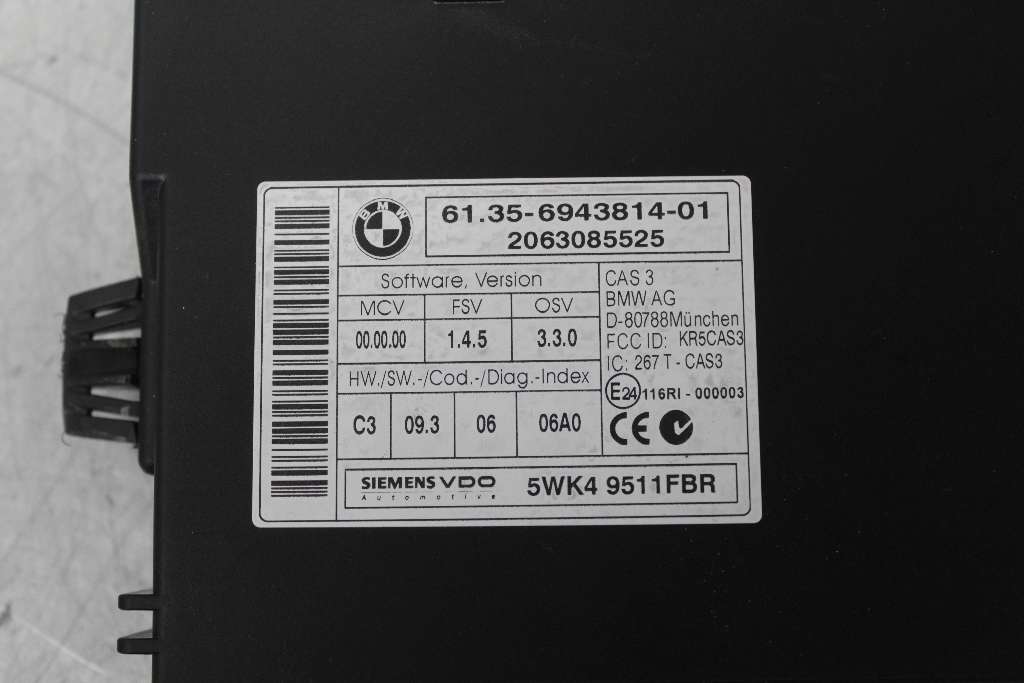 BMW
61.35-6943814-01
2063085525
Software, Version
MCV FSV OSV
00.00.00 1.4.5 3.3.0
HW./SW.-/Cod.-/Diag.-Index
C3 09.3 06 06A0
CAS 3
BMW AG
D-80788München
FCC ID: KR5CAS3
IC: 267 T - CAS3
E24 116RI - 000003
CE
SIEMENS VDO
Automotive
5WK4 9511FBR